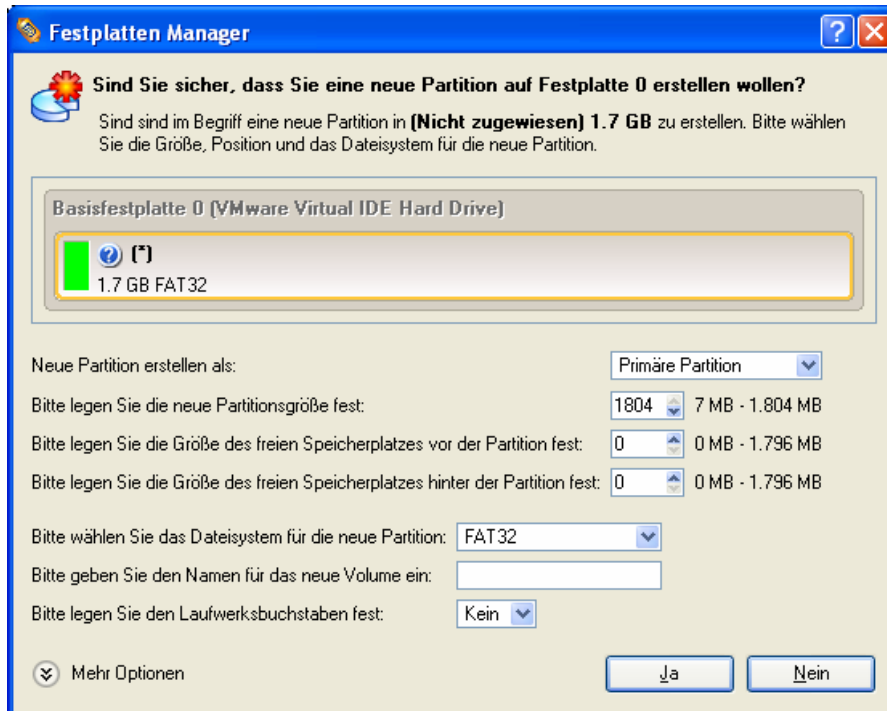 Festplatten Manager
Sind Sie sicher, dass Sie eine neue Partition auf Festplatte 0 erstellen wollen?
Sind sind im Begriff eine neue Partition in (Nicht zugewiesen) 1.7 GB zu erstellen. Bitte wählen
Sie die Größe, Position und das Dateisystem für die neue Partition.
Basisfestplatte 0 (VMware Virtual IDE Hard Drive)
(*)
1.7 GB FAT32
Neue Partition erstellen als: Primäre Partition
Bitte legen Sie die neue Partitionsgröße fest: 1804 7 MB - 1.804 MB
Bitte legen Sie die Größe des freien Speicherplatzes vor der Partition fest: 0 0 MB - 1.796 MB
Bitte legen Sie die Größe des freien Speicherplatzes hinter der Partition fest: 0 0 MB - 1.796 MB
Bitte wählen Sie das Dateisystem für die neue Partition: FAT32
Bitte geben Sie den Namen für das neue Volume ein:
Bitte legen Sie den Laufwerksbuchstaben fest: Kein
Mehr Optionen Ja Nein